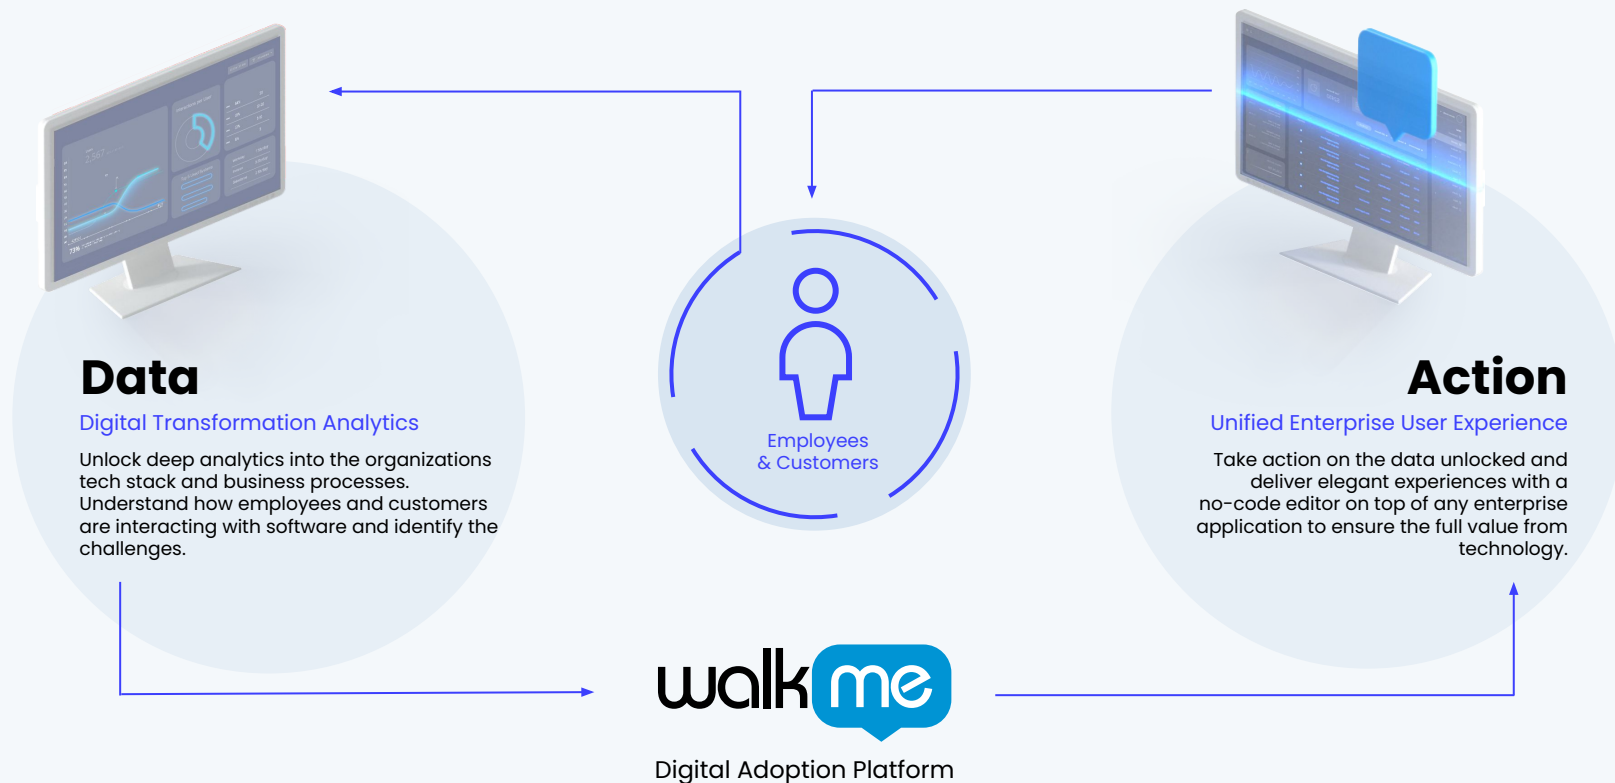 Data
Digital Transformation Analytics
Unlock deep analytics into the organizations
tech stack and business processes.
Understand how employees and customers
are interacting with software and identify the
challenges.
Employees
& Customers
Action
Unified Enterprise User Experience
Take action on the data unlocked and
deliver elegant experiences with a
no-code editor on top of any enterprise
application to ensure the full value from
technology.
walkme
Digital Adoption Platform